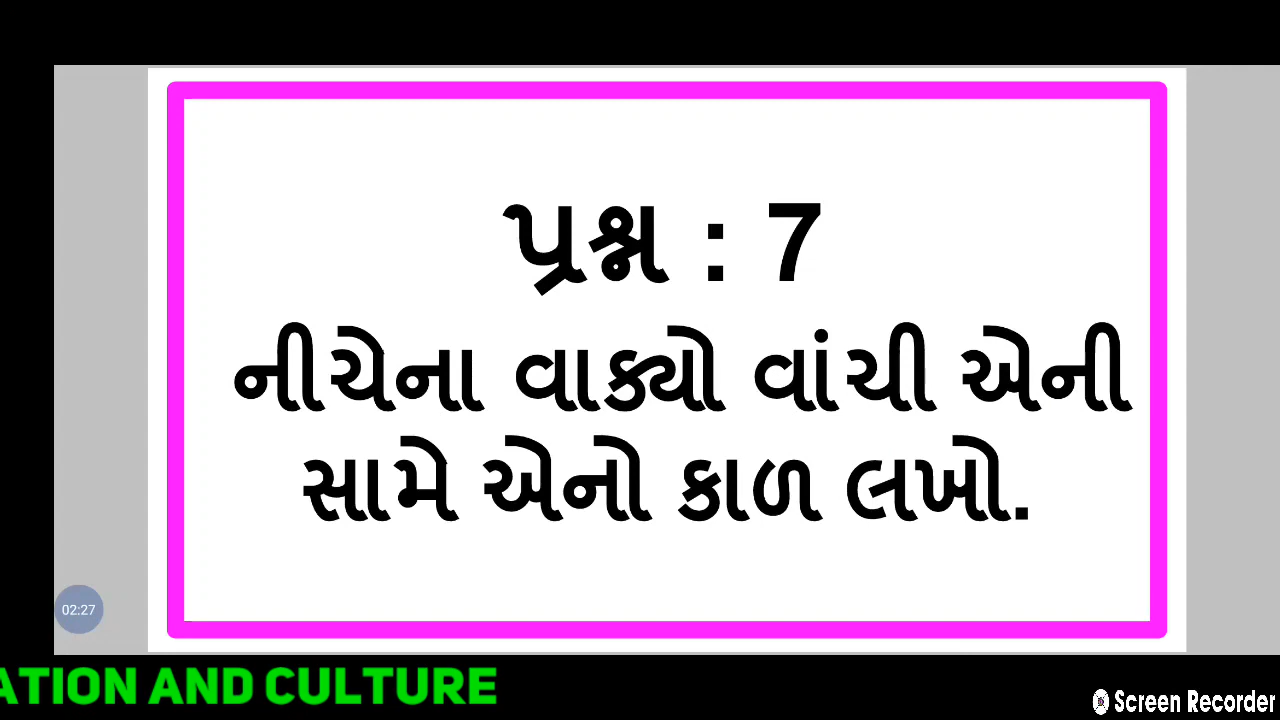 પ્રશ્ન : 7
નીચેના વાક્યો વાંચી એની
સામે એનો કાળ લખો.
02:27
ATION AND CULTURE
Screen Recorder